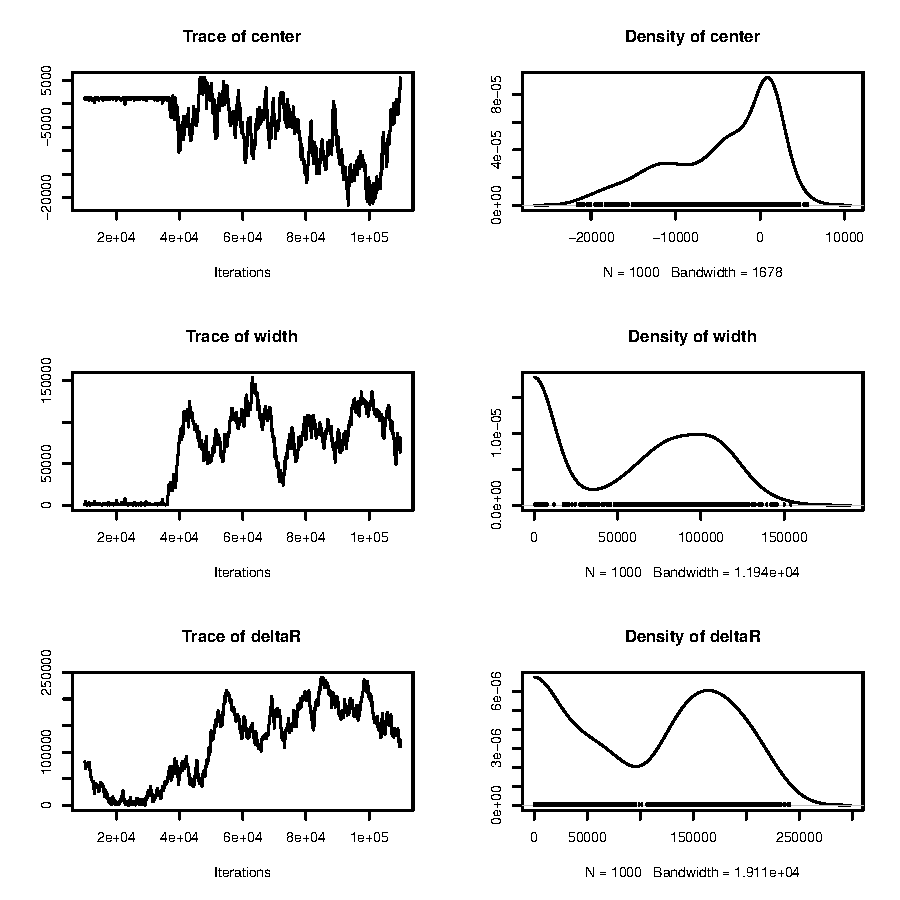 Trace of center
5000
−5000
−20000
2e+04 4e+04 6e+04 8e+04 1e+05
Iterations
Density of center
8e−05
4e−05
0e+00
−20000 −10000 0 10000
N = 1000 Bandwidth = 1678
Trace of width
150000
50000
0
2e+04 4e+04 6e+04 8e+04 1e+05
Iterations
Density of width
1.0e−05
0.0e+00
0 50000 100000 150000
N = 1000 Bandwidth = 1.194e+04
Trace of deltaR
250000
100000
0
2e+04 4e+04 6e+04 8e+04 1e+05
Iterations
Density of deltaR
6e−06
3e−06
0e+00
0 50000 150000 250000
N = 1000 Bandwidth = 1.911e+04